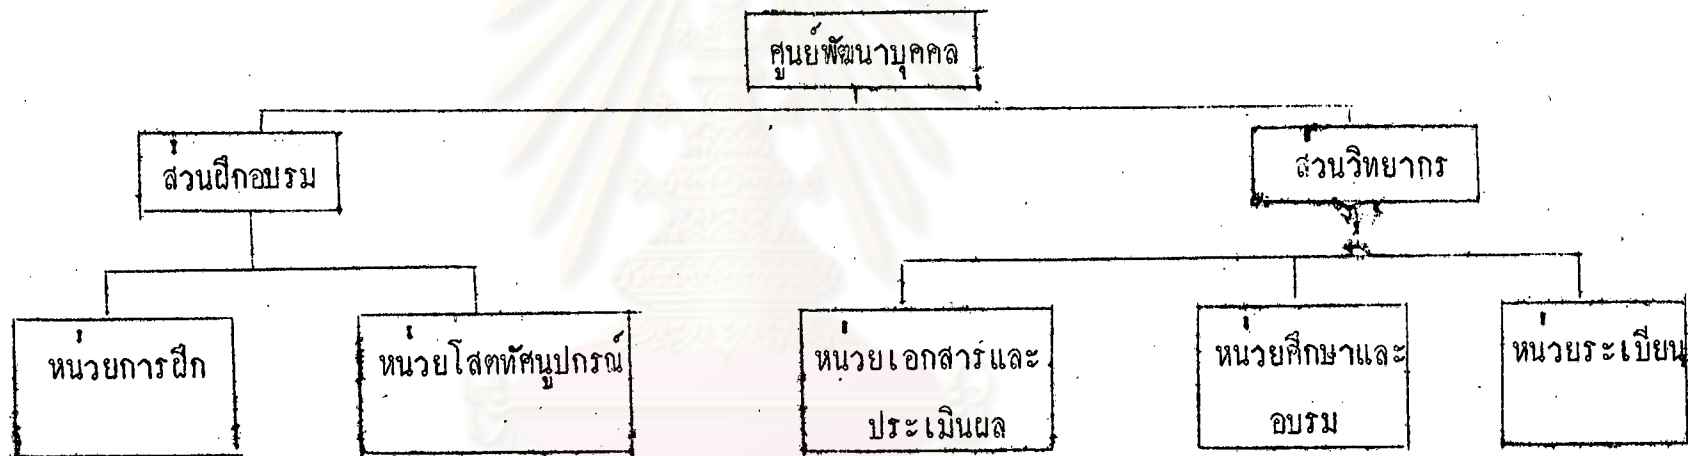 ศูนย์พัฒนาบุคคล
ส่วนฝึกอบรม
ส่วนวิทยากร
หน่วยการฝึก
หน่วยโสตทัศนูปกรณ์
หน่วยเอกสารและ
ประเมินผล
หน่วยศึกษาและ
อบรม
หน่วยระเบียน